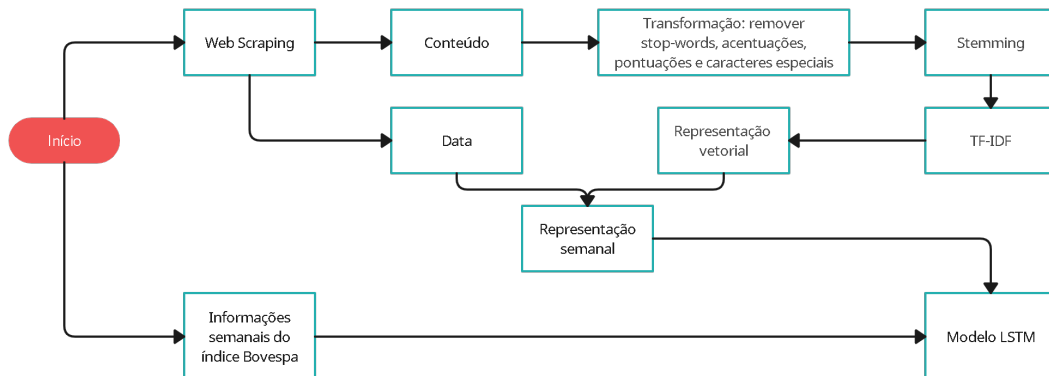 Web Scraping
Conteúdo
Transformação: remover
stop-words, acentuações,
pontuações e caracteres especiais
Stemming
Início
Data
Representação
vetorial
TF-IDF
Representação
semanal
Informações
semanais do
índice Bovespa
Modelo LSTM